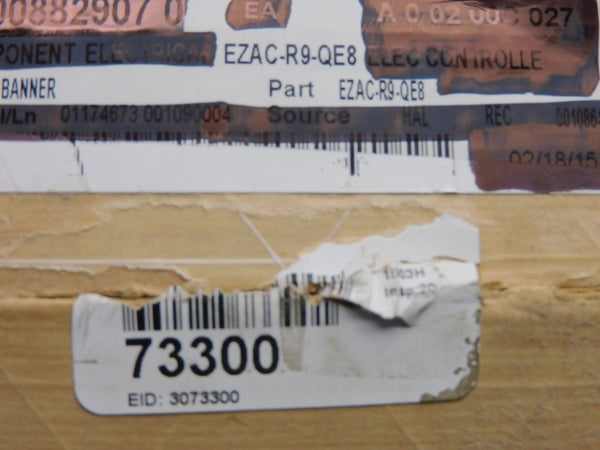 00882907 0 EA A 0 02 00 C 027
PONENT ELECTRICAL EZAC-R9-QE8 ELEC CONTROLLE
BANNER Part EZAC-R9-QE8
l/Ln 01174673 001090004 Source HAL REC 0010864
02/18/15
73300
EID: 3073300